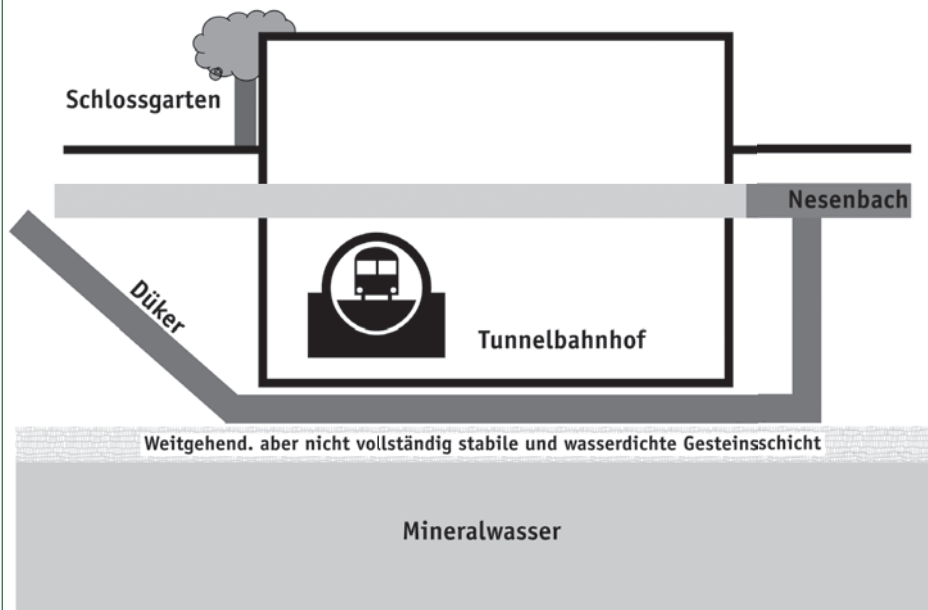 Schlossgarten
Nesenbach
Düker
Tunnelbahnhof
Weitgehend. aber nicht vollständig stabile und wasserdichte Gesteinsschicht
Mineralwasser